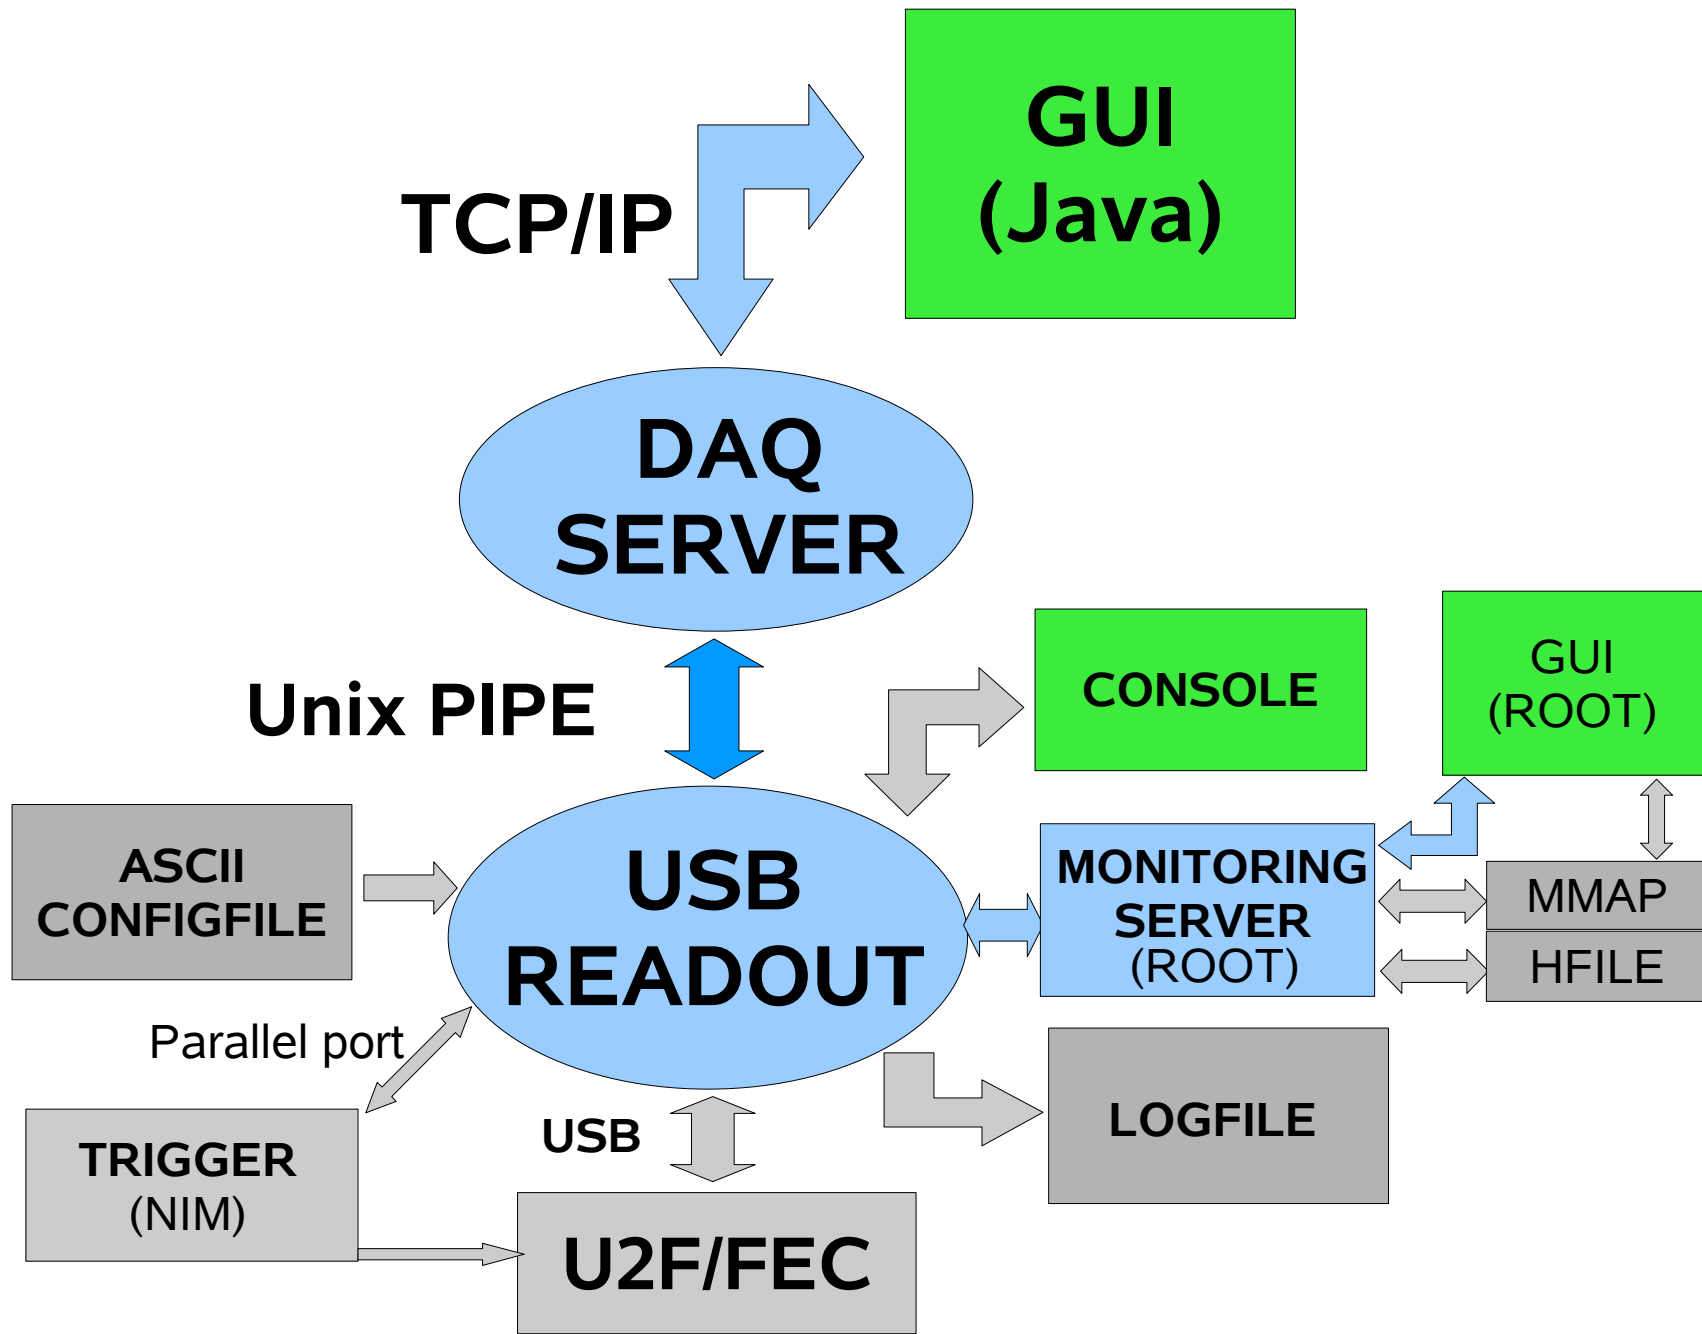 GUI
(Java)
TCP/IP
DAQ
SERVER
Unix PIPE
CONSOLE
GUI
(ROOT)
ASCII
CONFIGFILE
USB
READOUT
MONITORING
SERVER
(ROOT)
MMAP
HFILE
Parallel port
TRIGGER
(NIM)
USB
LOGFILE
U2F/FEC